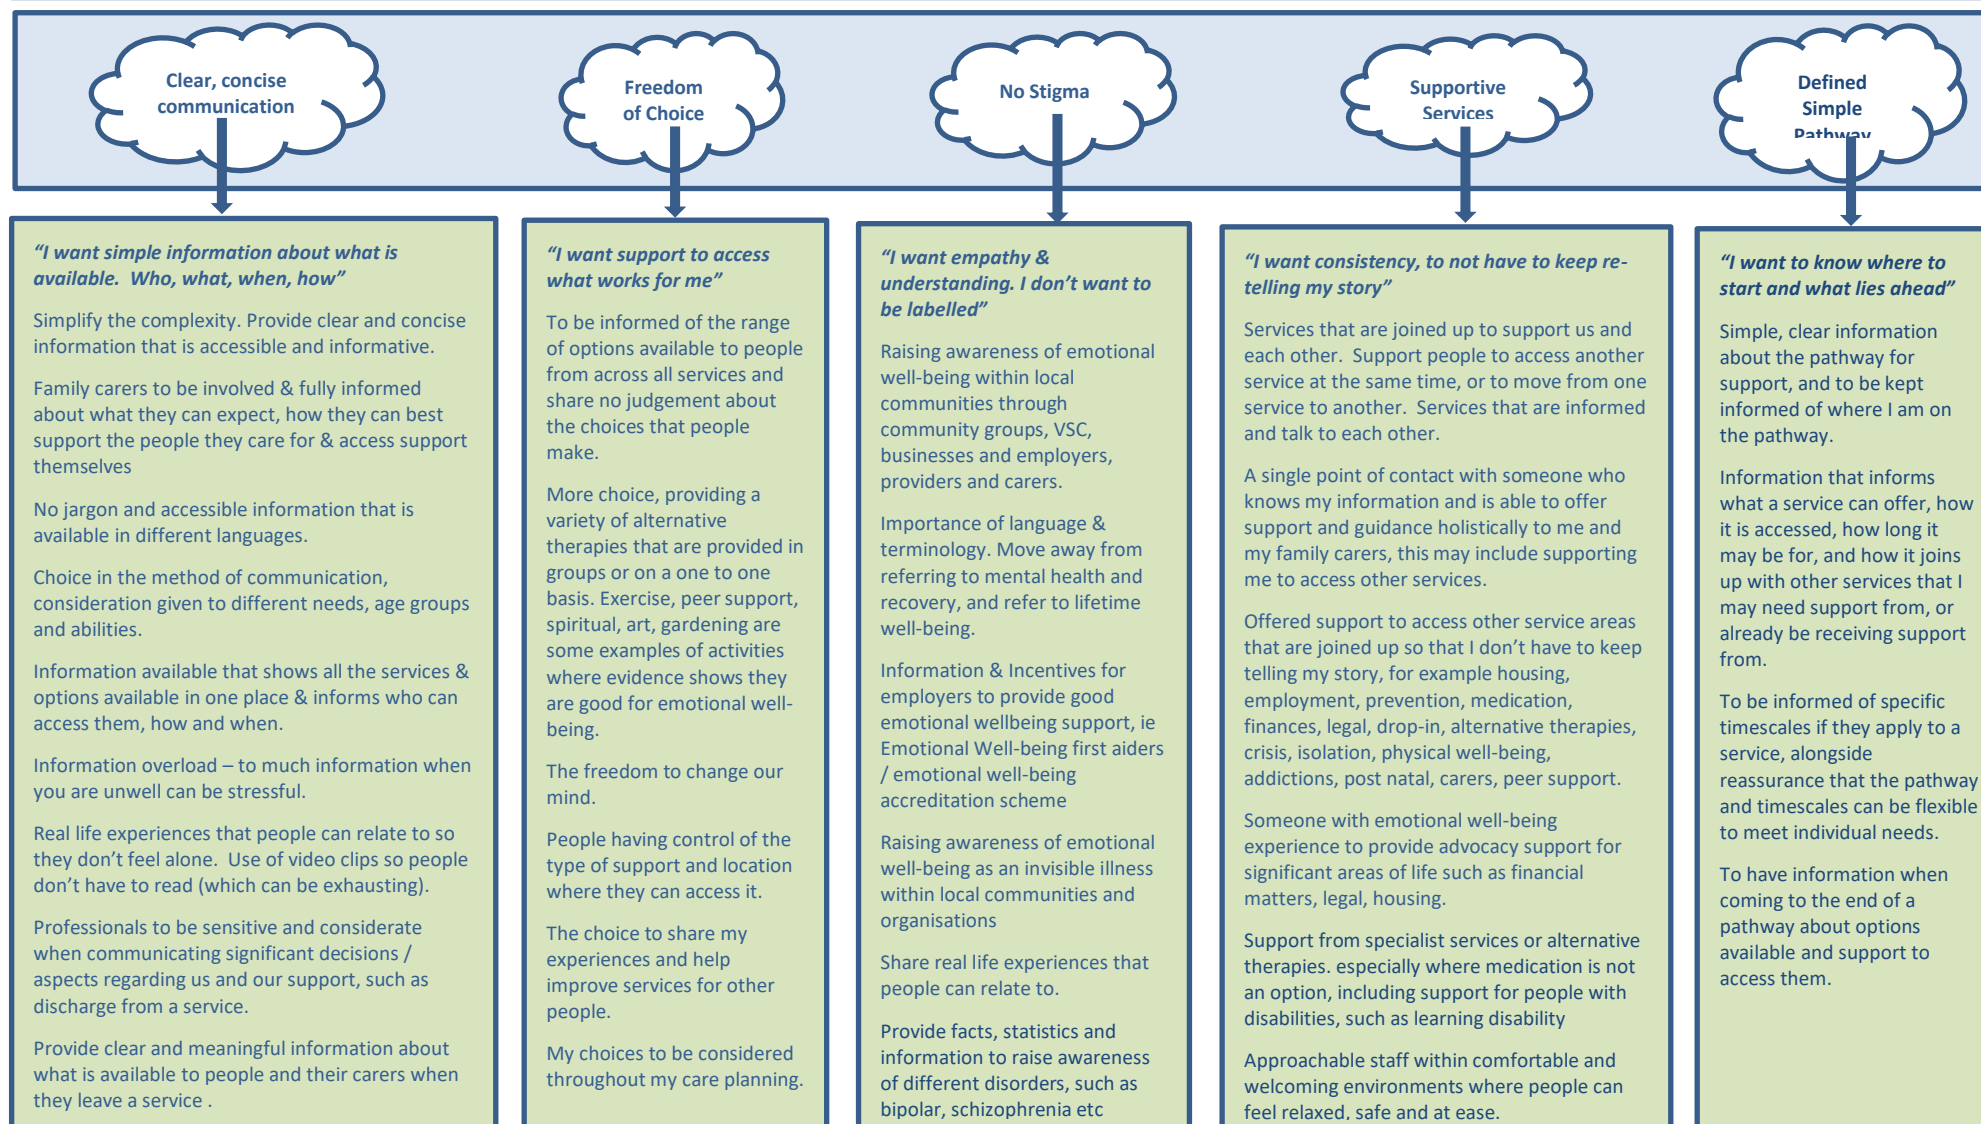 Clear, concise
communication
Freedom
of Choice
No Stigma
Supportive
Services
Defined
Simple
Pathway
“I want simple information about what is
available.  Who, what, when, how”
Simplify the complexity. Provide clear and concise
information that is accessible and informative.
Family carers to be involved & fully informed
about what they can expect, how they can best
support the people they care for & access support
themselves
No jargon and accessible information that is
available in different languages.
Choice in the method of communication,
consideration given to different needs, age groups
and abilities.
Information available that shows all the services &
options available in one place & informs who can
access them, how and when.
Information overload – to much information when
you are unwell can be stressful.
Real life experiences that people can relate to so
they don’t feel alone.  Use of video clips so people
don’t have to read (which can be exhausting).
Professionals to be sensitive and considerate
when communicating significant decisions /
aspects regarding us and our support, such as
discharge from a service.
Provide clear and meaningful information about
what is available to people and their carers when
they leave a service .
“I want support to access
what works for me”
To be informed of the range
of options available to people
from across all services and
share no judgement about
the choices that people
make.
More choice, providing a
variety of alternative
therapies that are provided in
groups or on a one to one
basis. Exercise, peer support,
spiritual, art, gardening are
some examples of activities
where evidence shows they
are good for emotional well-
being.
The freedom to change our
mind.
People having control of the
type of support and location
where they can access it.
The choice to share my
experiences and help
improve services for other
people.
My choices to be considered
throughout my care planning.
“I want empathy &
understanding. I don’t want to
be labelled”
Raising awareness of emotional
well-being within local
communities through
community groups, VSC,
businesses and employers,
providers and carers.
Importance of language &
terminology. Move away from
referring to mental health and
recovery, and refer to lifetime
well-being.
Information & Incentives for
employers to provide good
emotional wellbeing support, ie
Emotional Well-being first aiders
/ emotional well-being
accreditation scheme
Raising awareness of emotional
well-being as an invisible illness
within local communities and
organisations
Share real life experiences that
people can relate to.
Provide facts, statistics and
information to raise awareness
of different disorders, such as
bipolar, schizophrenia etc
“I want consistency, to not have to keep re-
telling my story”
Services that are joined up to support us and
each other.  Support people to access another
service at the same time, or to move from one
service to another.  Services that are informed
and talk to each other.
A single point of contact with someone who
knows my information and is able to offer
support and guidance holistically to me and
my family carers, this may include supporting
me to access other services.
Offered support to access other service areas
that are joined up so that I don’t have to keep
telling my story, for example housing,
employment, prevention, medication,
finances, legal, drop-in, alternative therapies,
crisis, isolation, physical well-being,
addictions, post natal, carers, peer support.
Someone with emotional well-being
experience to provide advocacy support for
significant areas of life such as financial
matters, legal, housing.
Support from specialist services or alternative
therapies. especially where medication is not
an option, including support for people with
disabilities, such as learning disability
Approachable staff within comfortable and
welcoming environments where people can
feel relaxed, safe and at ease.
“I want to know where to
start and what lies ahead”
Simple, clear information
about the pathway for
support, and to be kept
informed of where I am on
the pathway.
Information that informs
what a service can offer, how
it is accessed, how long it
may be for, and how it joins
up with other services that I
may need support from, or
already be receiving support
from.
To be informed of specific
timescales if they apply to a
service, alongside
reassurance that the pathway
and timescales can be flexible
to meet individual needs.
To have information when
coming to the end of a
pathway about options
available and support to
access them.